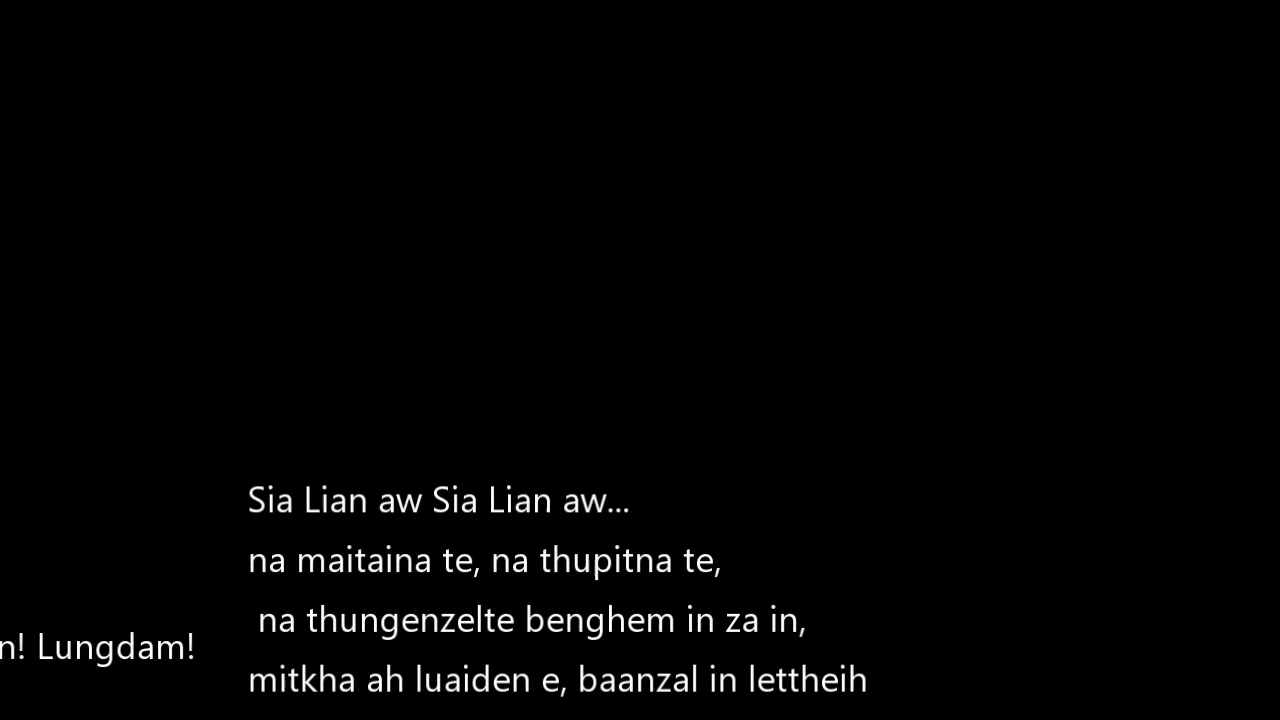 Sia Lian aw Sia Lian aw...
na maitaina te, na thupitna te,
na thungenzelte benghem in za in,
n! Lungdam!
mitkha ah luaiden e, baanzal in lettheih